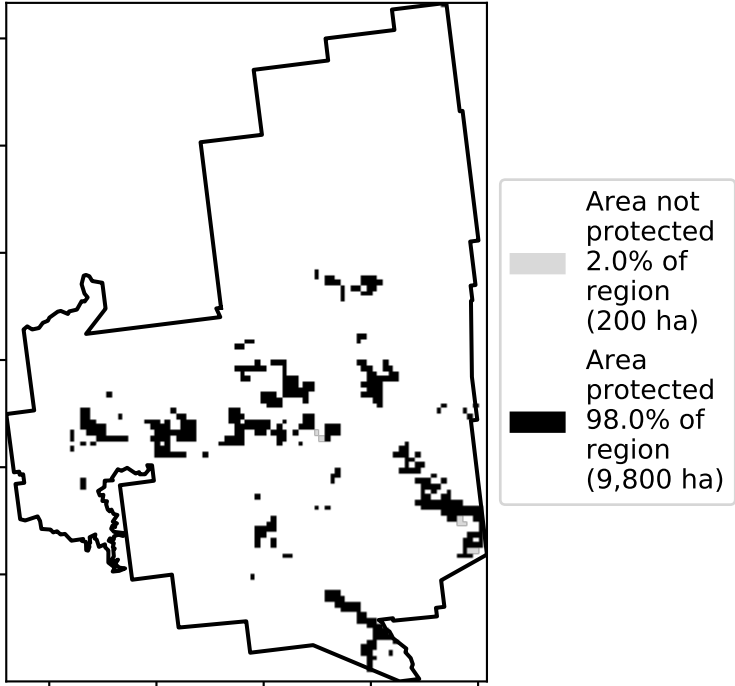 Area not
protected
2.0% of
region
(200 ha)
Area
protected
98.0% of
region
(9,800 ha)